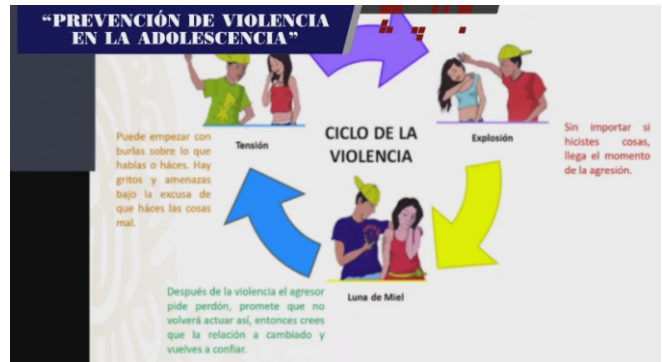 “PREVENCIÓN DE VIOLENCIA
EN LA ADOLESCENCIA”
CICLO DE LA
VIOLENCIA
Tensión
Puede empezar con
burlas sobre lo que
hablas o háces. Hay
gritos y amenazas
bajo la excusa de
que háces las cosas
mal.
Explosión
Sin importar si
hicistes cosas,
llega el momento
de la agresión.
Luna de Miel
Después de la violencia el agresor
pide perdón, promete que no
volverá actuar así, entonces crees
que la relación a cambiado y
vuelves a confiar.